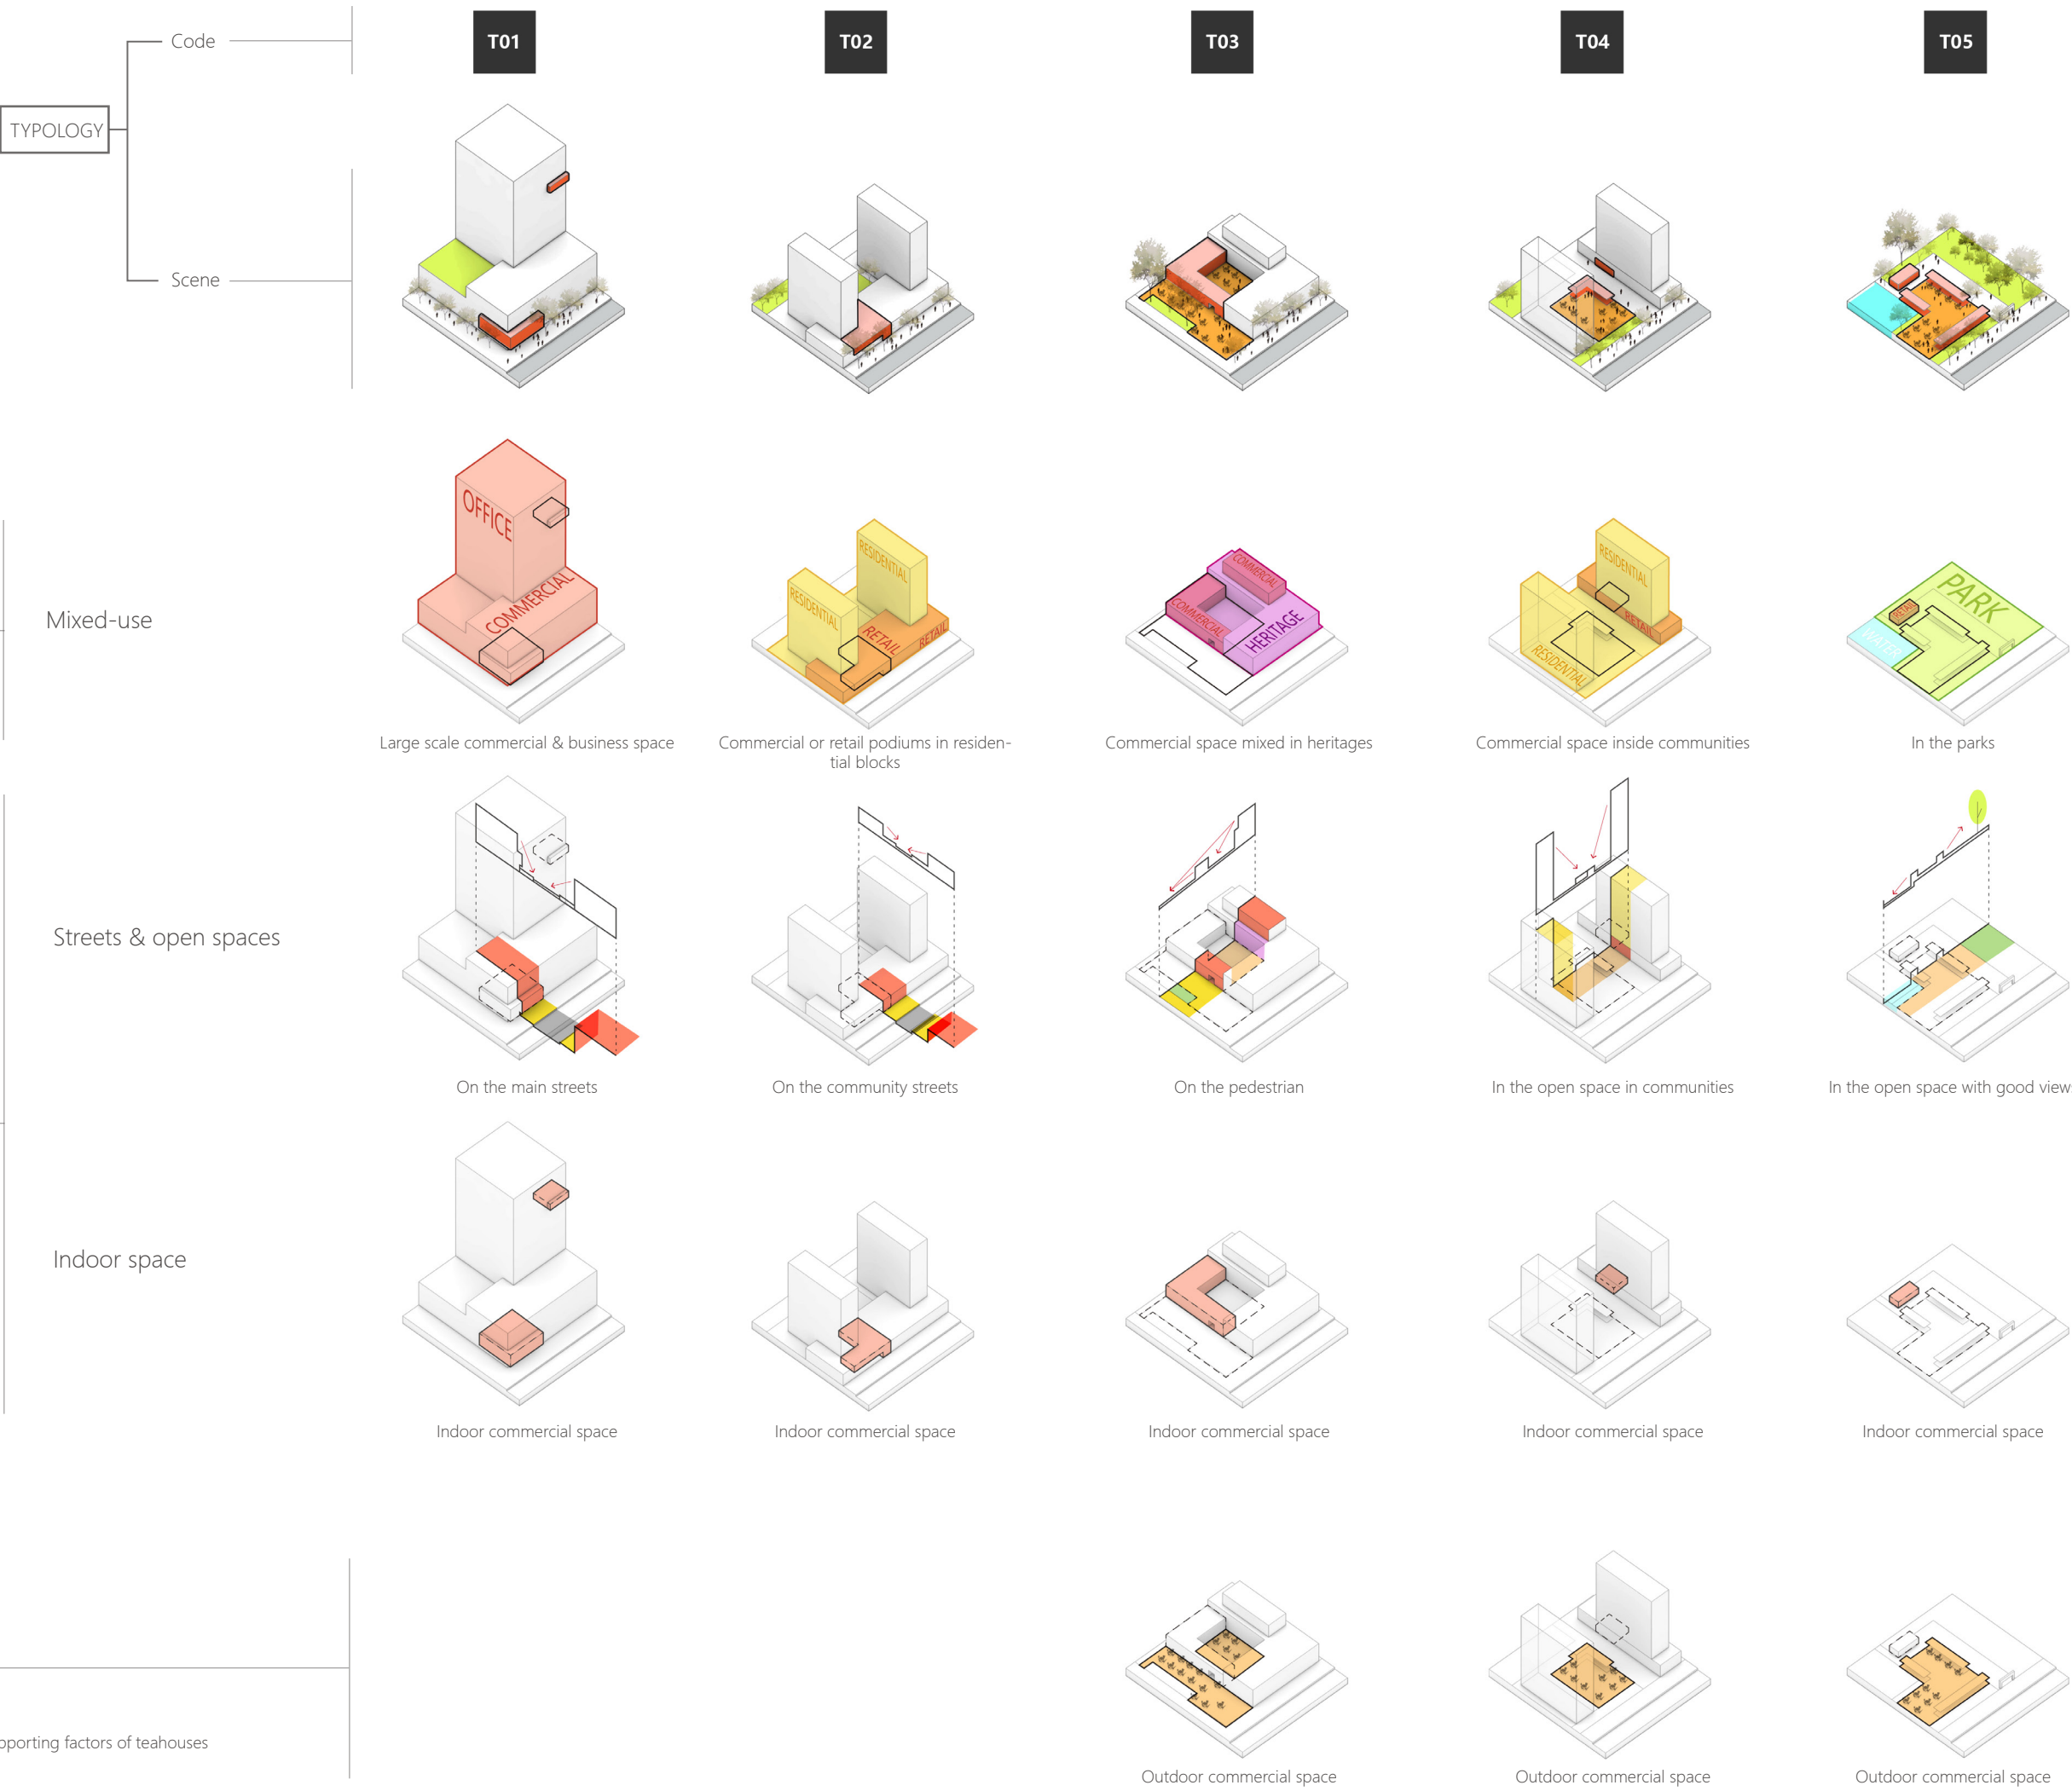 Code
T01
T02
T03
T04
T05
TYPOLOGY
Scene
Mixed-use
OFFICE
COMMERCIAL
RESIDENTIAL
RESIDENTIAL
RETAIL
RETAIL
COMMERCIAL
COMMERCIAL
HERITAGE
RESIDENTIAL
RETAIL
RESIDENTIAL
PARK
RETAIL
WATER
Large scale commercial & business space
Commercial or retail podiums in residen-
tial blocks
Commercial space mixed in heritages
Commercial space inside communities
In the parks
Streets & open spaces
On the main streets
On the community streets
On the pedestrian
In the open space in communities
In the open space with good view
Indoor space
Indoor commercial space
Indoor commercial space
Indoor commercial space
Indoor commercial space
Indoor commercial space
pporting factors of teahouses
Outdoor commercial space
Outdoor commercial space
Outdoor commercial space